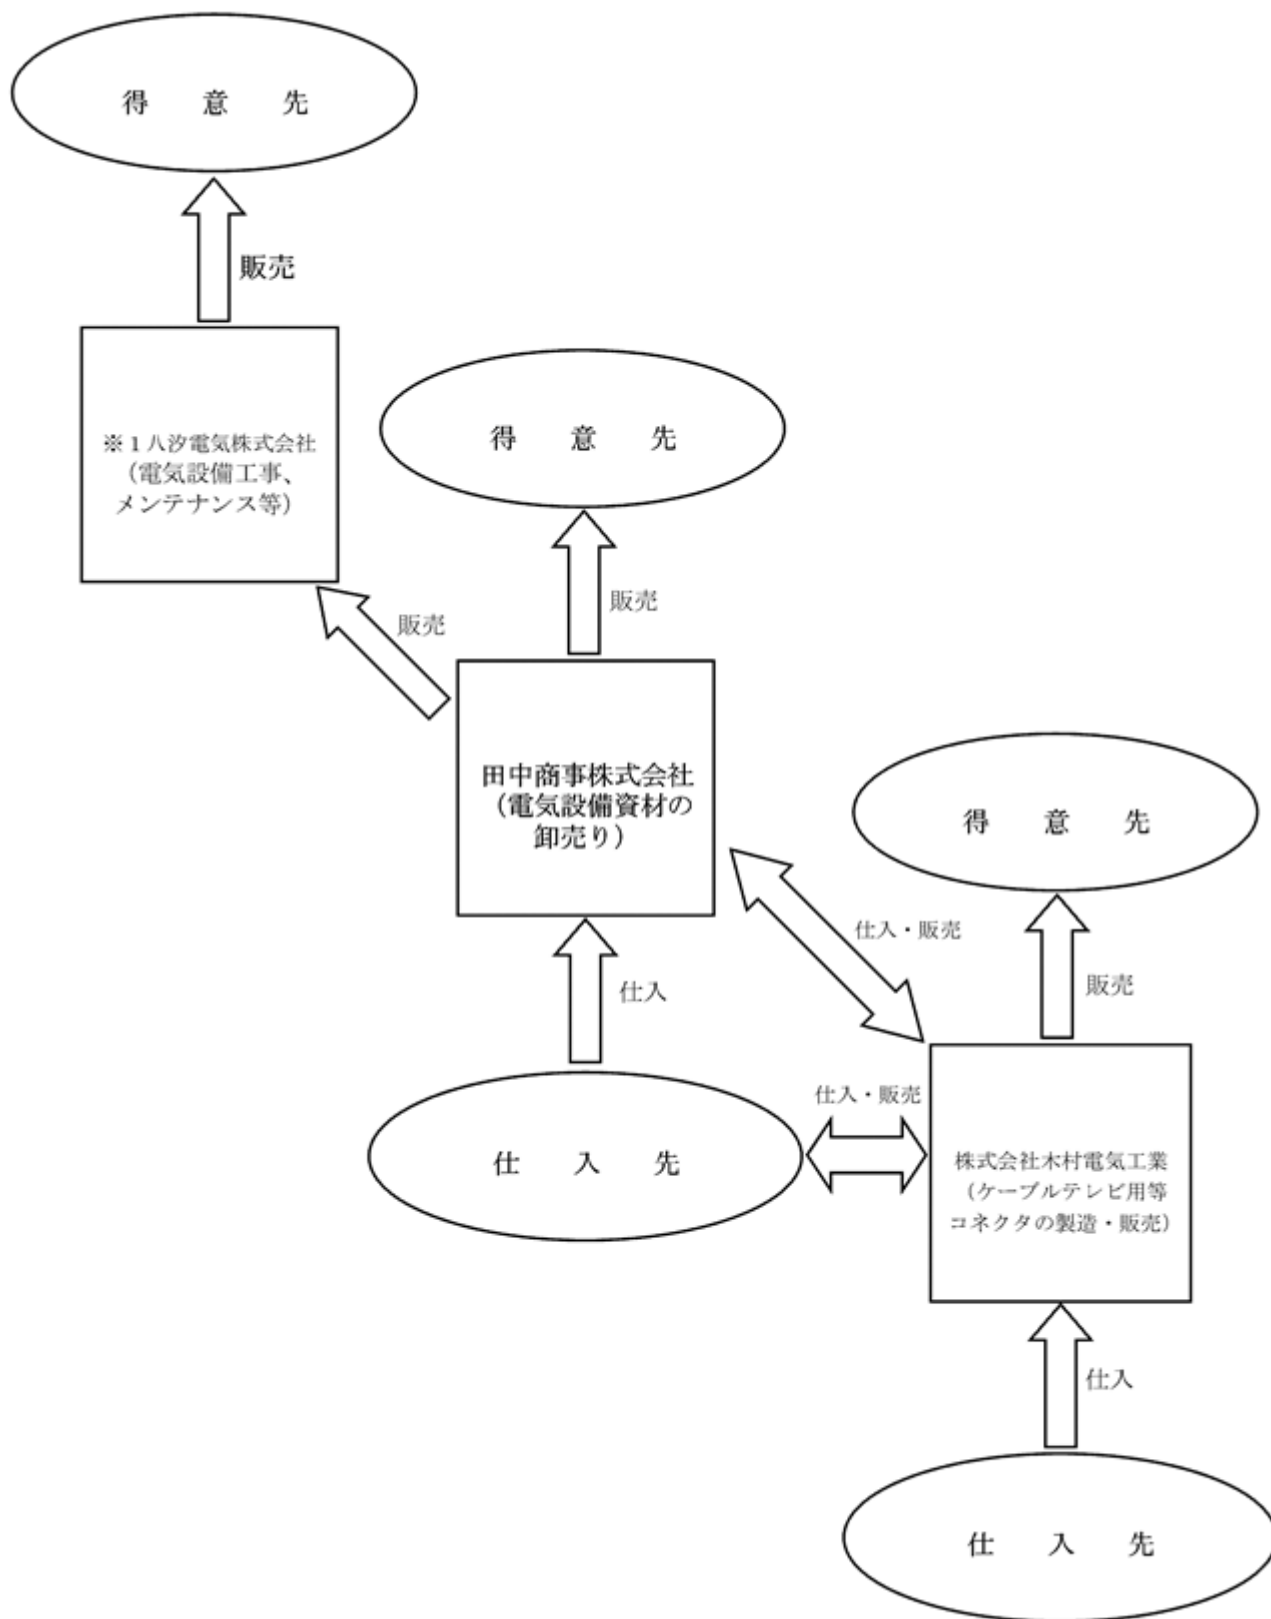 得　意　先
販売
※１八汐電気株式会社
（電気設備工事、
メンテナンス等）
得　意　先
販売
販売
田中商事株式会社
（電気設備資材の
卸売り）
得　意　先
仕入・販売
販売
仕入
仕入・販売
仕　入　先
株式会社木村電気工業
（ケーブルテレビ用等
コネクタの製造・販売）
仕入
仕　入　先